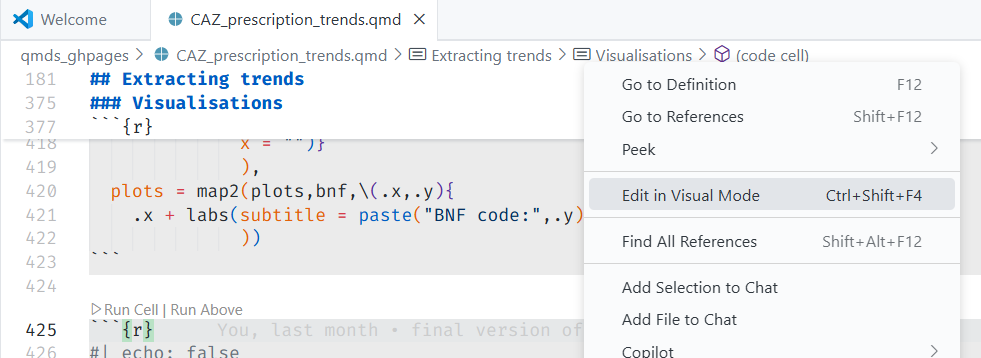 Welcome
CAZ_prescription_trends.qmd
qmds_ghpages > CAZ_prescription_trends.qmd > Extracting trends > Visualisations > (code cell)
181 ## Extracting trends
375 ### Visualisations
377 ```{r}
418 x = "")}
419 ),
420 plots = map2(plots,bnf,\(.x,.y){
421 .x + labs(subtitle = paste("BNF code:",.y)
422 ))
423 ```
424
Run Cell | Run Above
425 ```{r} You, last month • final version of
426 #| echo: false
Go to Definition F12
Go to References Shift+F12
Peek
Edit in Visual Mode Ctrl+Shift+F4
Find All References Shift+Alt+F12
Add Selection to Chat
Add File to Chat
Copilot